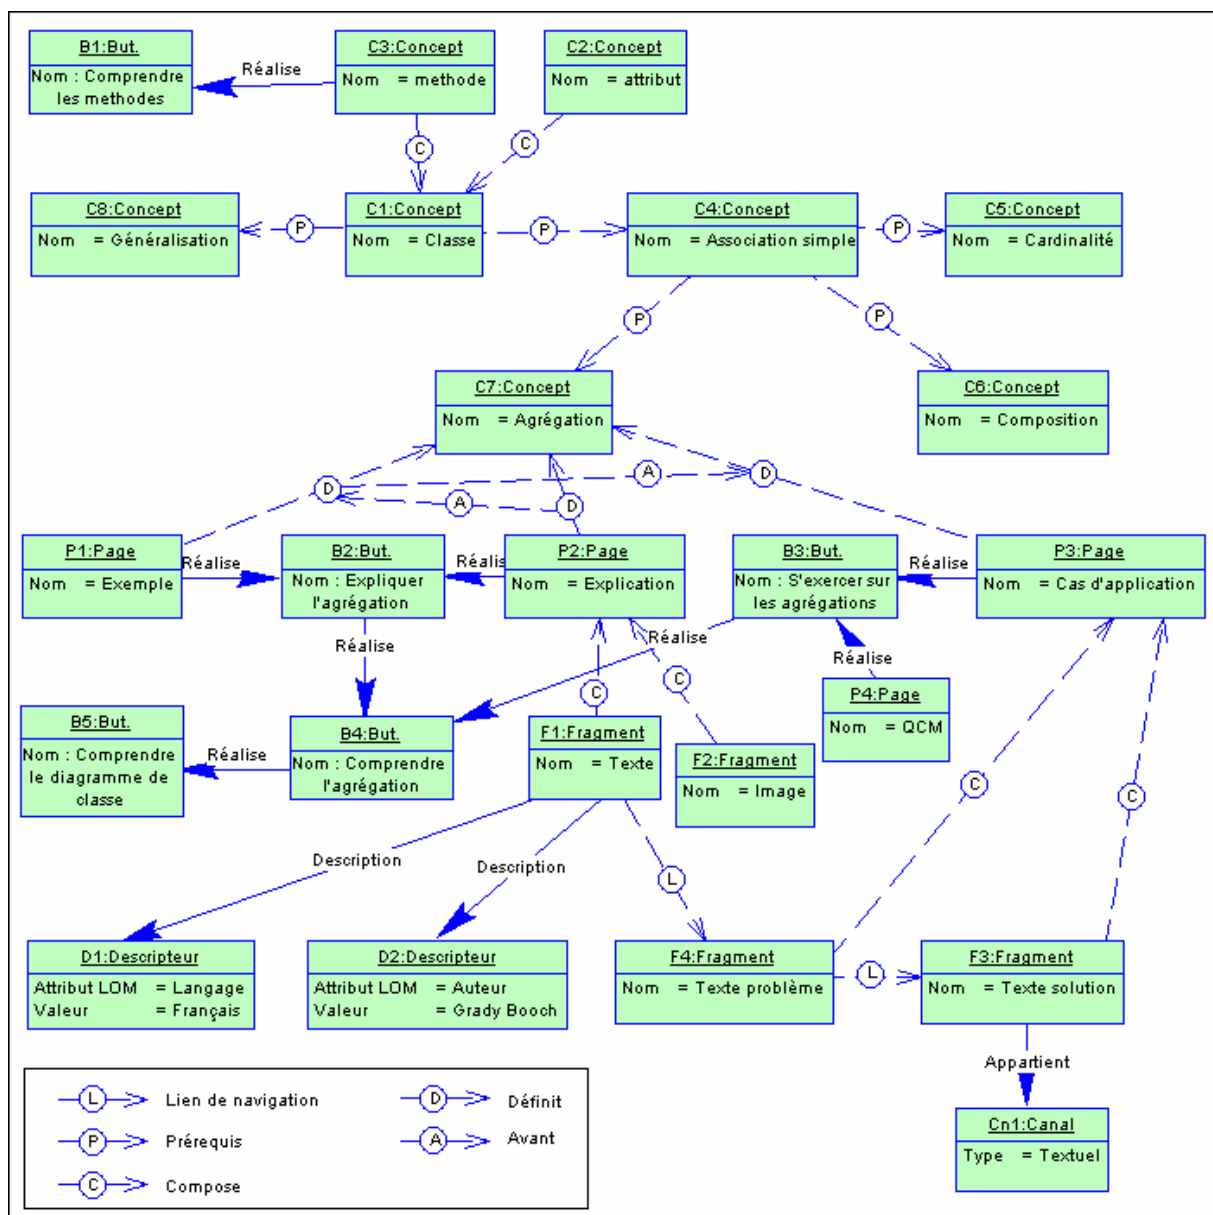 B1:But.
Nom : Comprendre
les methodes
Réalise
C3:Concept
Nom = methode
C2:Concept
Nom = attribut
C
C
C8:Concept
Nom = Généralisation
P
C1:Concept
Nom = Classe
P
C4:Concept
Nom = Association simple
P
C5:Concept
Nom = Cardinalité
P
P
C7:Concept
Nom = Agrégation
C6:Concept
Nom = Composition
D
A
A
D
D
P1:Page
Nom = Exemple
Réalise
B2:But.
Nom : Expliquer
l'agrégation
Réalise
P2:Page
Nom = Explication
B3:But.
Nom : S'exercer sur
les agrégations
Réalise
P3:Page
Nom = Cas d'application
Réalise
Réalise
Réalise
C
C
P4:Page
Nom = QCM
B5:But.
Nom : Comprendre
le diagramme de
classe
Réalise
B4:But.
Nom : Comprendre
l'agrégation
F1:Fragment
Nom = Texte
F2:Fragment
Nom = Image
C
C
Description
Description
L
D1:Descripteur
Attribut LOM = Langage
Valeur = Français
D2:Descripteur
Attribut LOM = Auteur
Valeur = Grady Booch
F4:Fragment
Nom = Texte problème
L
F3:Fragment
Nom = Texte solution
Appartient
Cn1:Canal
Type = Textuel
L Lien de navigation
P Prérequis
C Compose
D Définit
A Avant